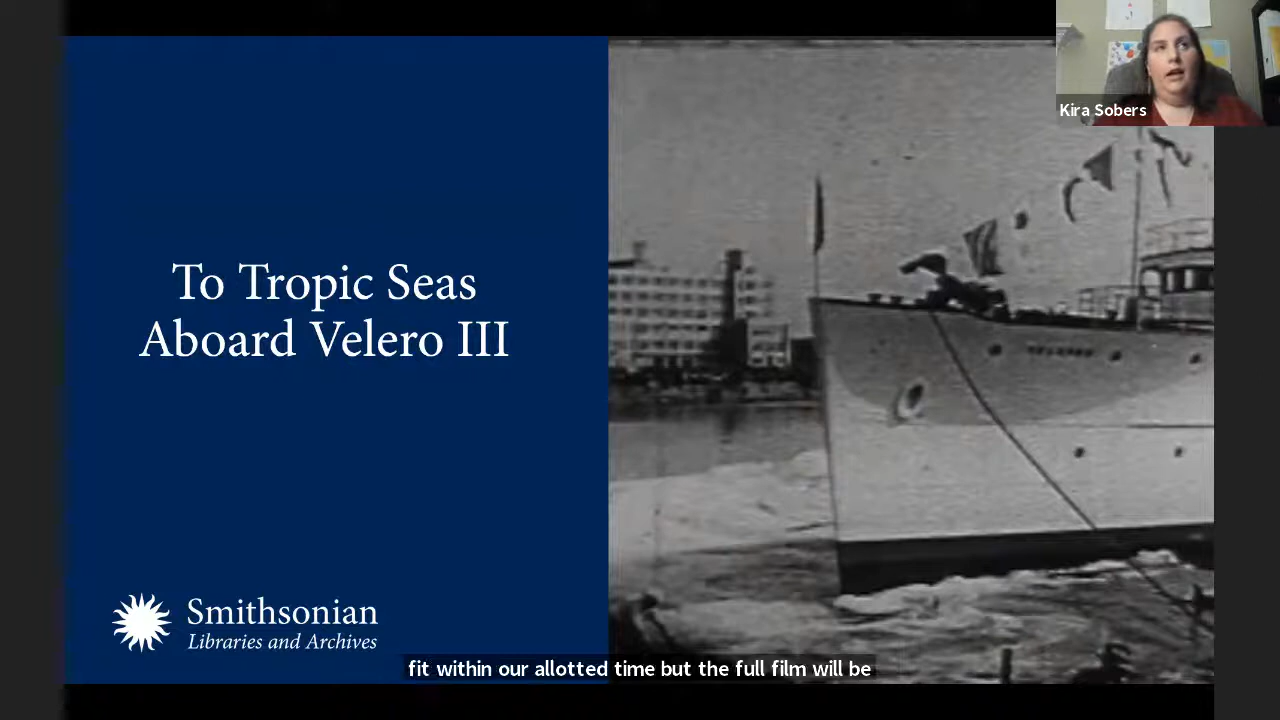 Kira Sobers
To Tropic Seas
Aboard Velero III
Smithsonian
Libraries and Archives
fit within our allotted time but the full film will be